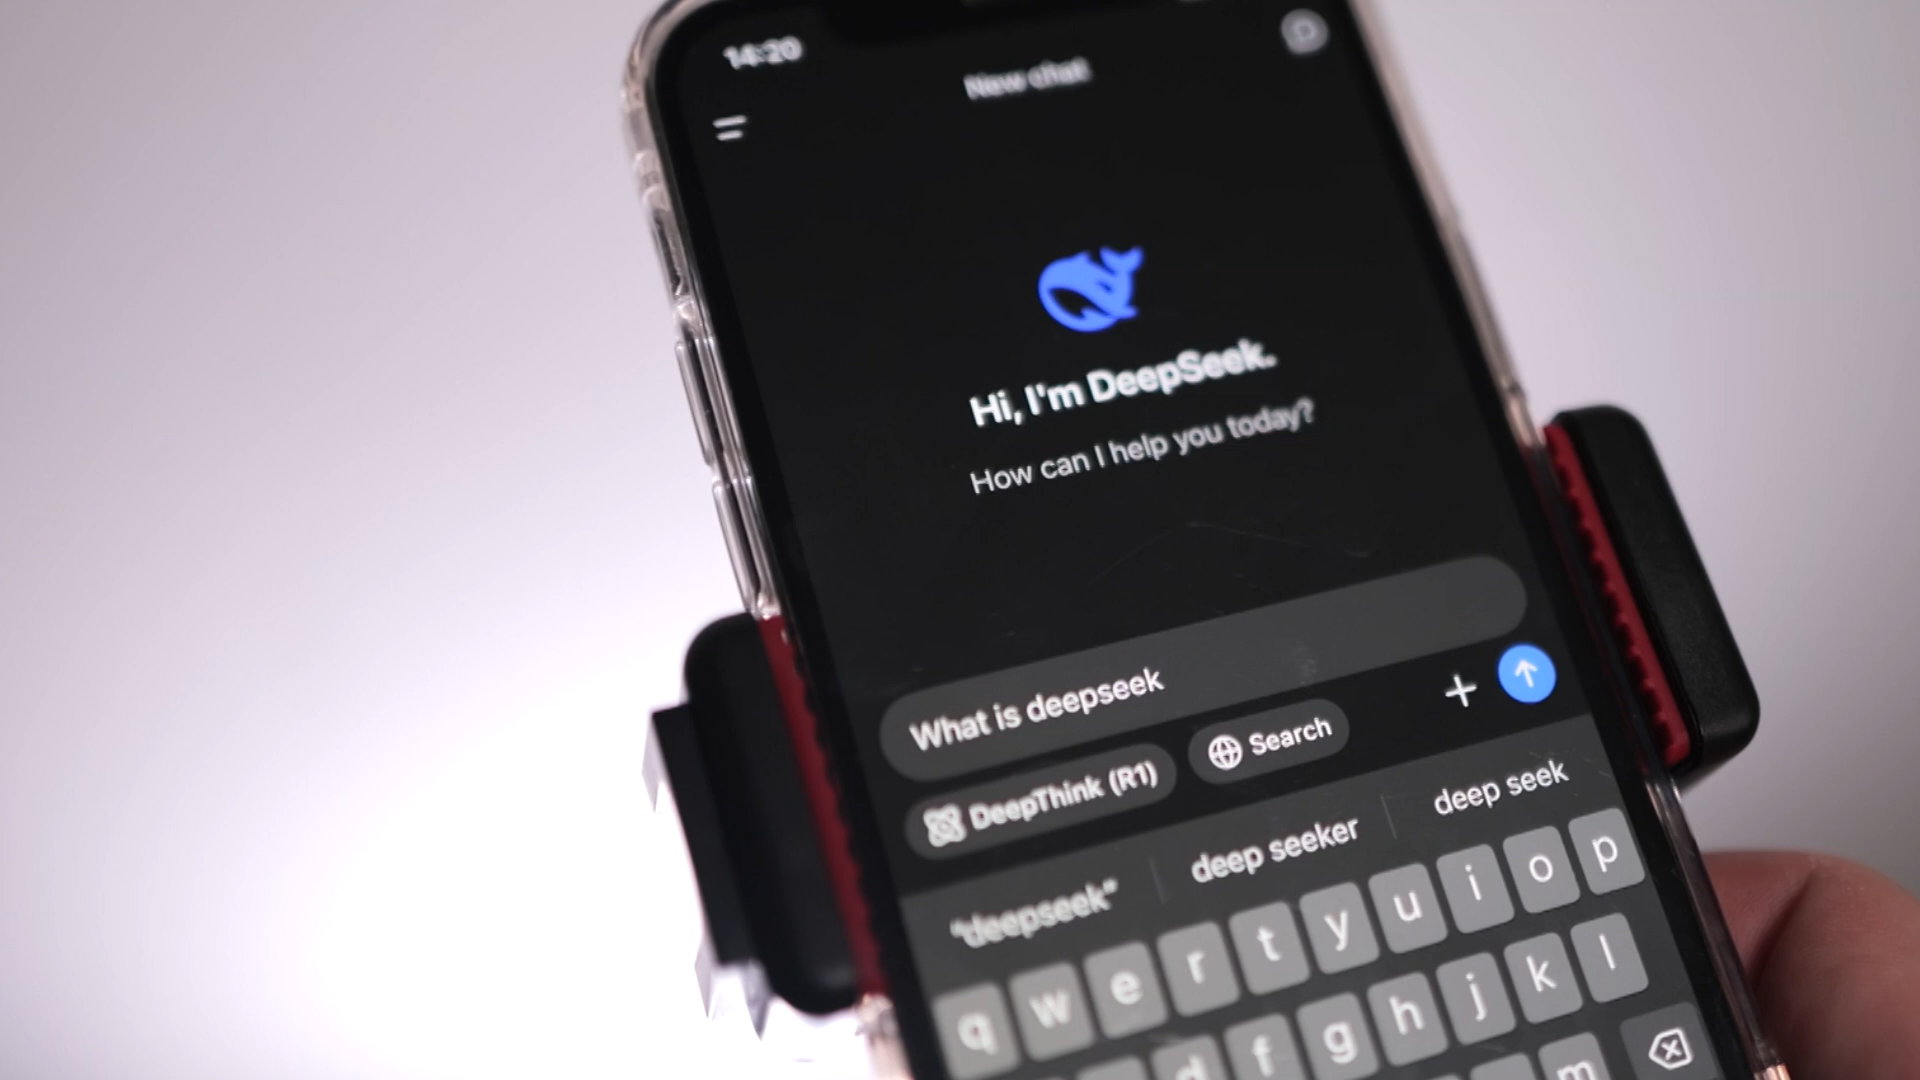 14:20
New chat
Hi, I'm DeepSeek.
How can I help you today?
What is deepseek
DeepThink (R1)
Search
"deepseek"
deep seeker
deep seek
q w e r t y u i o p
d f g h j k l
m